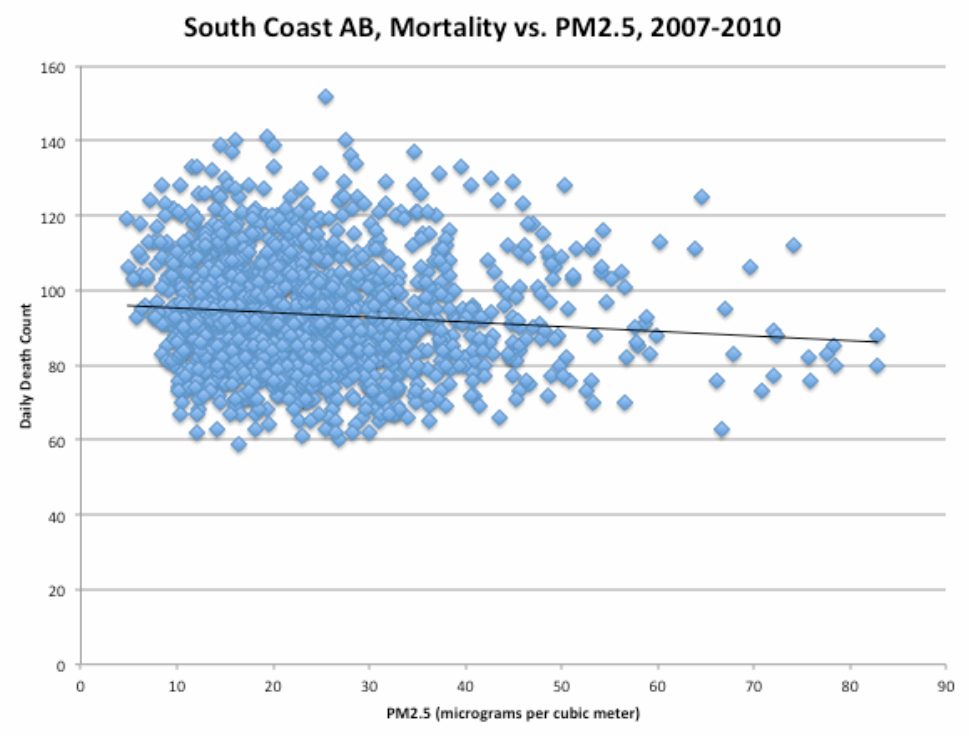 South Coast AB, Mortality vs. PM2.5, 2007-2010
160
140
120
100
80
60
40
20
0
Daily Death Count
0 10 20 30 40 50 60 70 80 90
PM2.5 (micrograms per cubic meter)